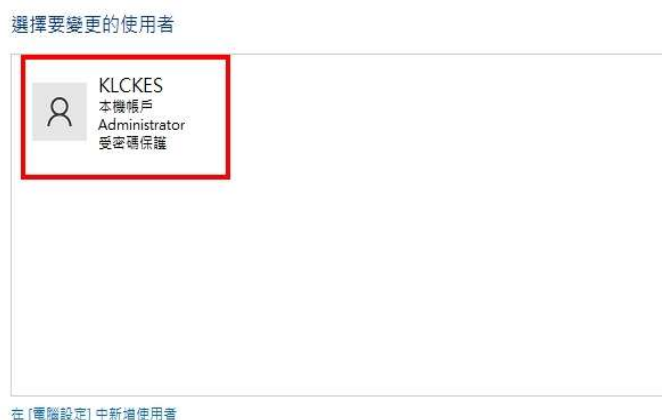 選擇要變更的使用者
KLCKES
本機帳戶
Administrator
受密碼保護
在 [電腦設定] 中新增使用者